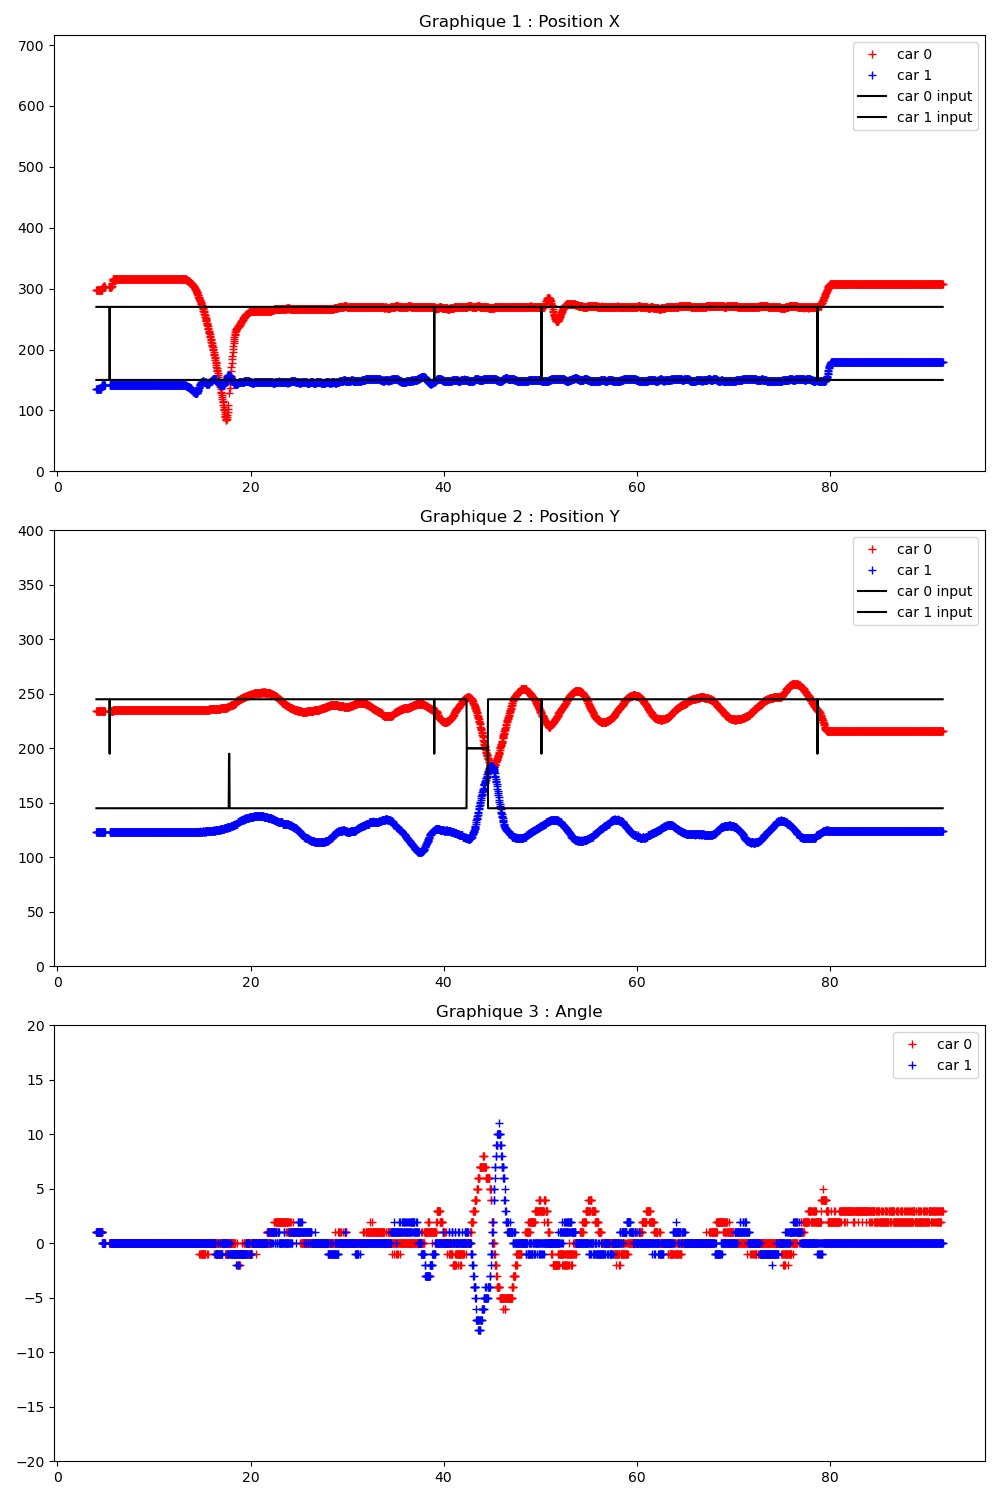 Graphique 1 : Position X
700
600
500
400
300
200
100
0
0 20 40 60 80
car 0
car 1
car 0 input
car 1 input
Graphique 2 : Position Y
400
350
300
250
200
150
100
50
0
0 20 40 60 80
car 0
car 1
car 0 input
car 1 input
Graphique 3 : Angle
20
15
10
5
0
−5
−10
−15
−20
0 20 40 60 80
car 0
car 1